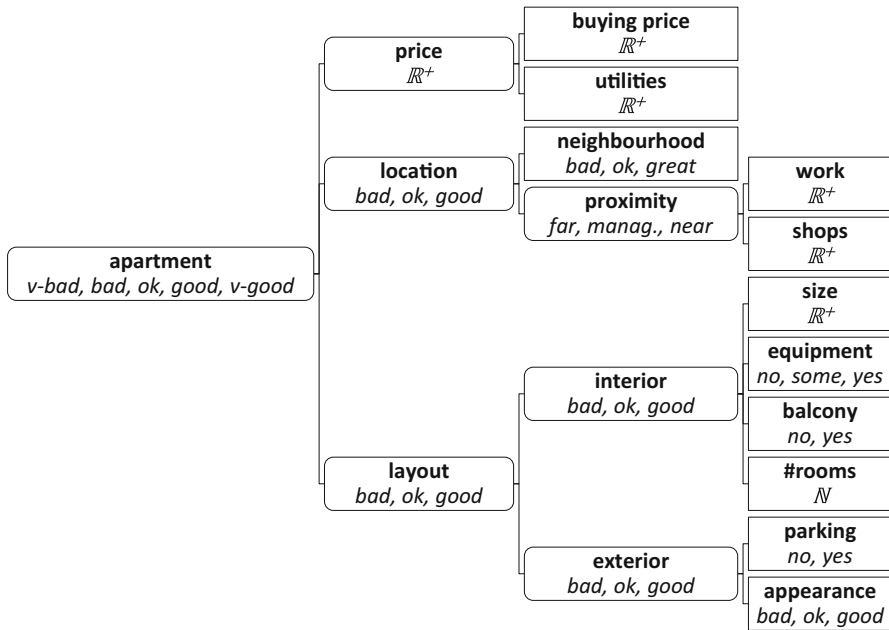 buying price
ℝ⁺
price
ℝ⁺
utilities
ℝ⁺
neighbourhood
bad, ok, great
location
bad, ok, good
work
ℝ⁺
proximity
far, manag., near
shops
ℝ⁺
apartment
v-bad, bad, ok, good, v-good
size
ℝ⁺
equipment
no, some, yes
interior
bad, ok, good
balcony
no, yes
layout
bad, ok, good
#rooms
ℕ
parking
no, yes
exterior
bad, ok, good
appearance
bad, ok, good